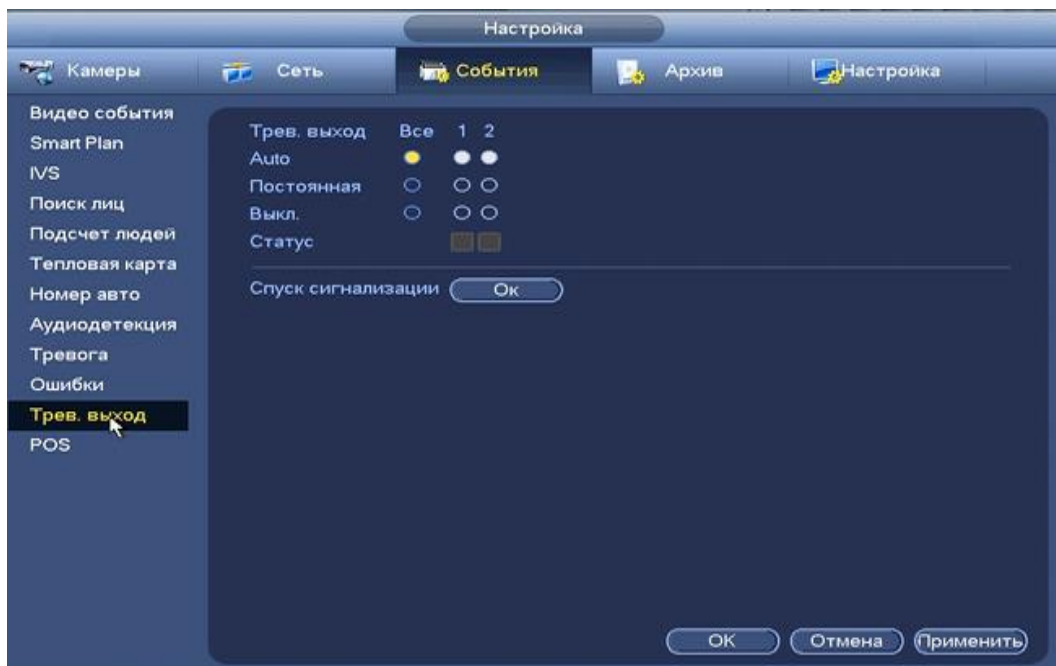 Настройка
Камеры Сеть События Архив Настройка
Видео события
Smart Plan
IVS
Поиск лиц
Подсчет людей
Тепловая карта
Номер авто
Аудиодетекция
Тревога
Ошибки
Трев. выход
POS
Трев. выход Все 1 2
Auto
Постоянная
Выкл.
Статус
Спуск сигнализации Ок
OK Отмена Применить